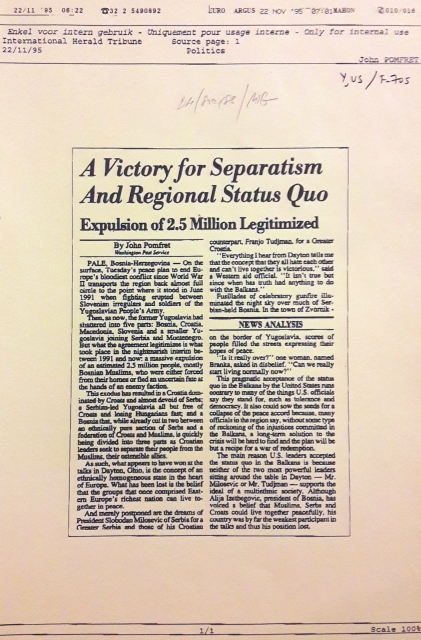 22/11 '95 06:22 ☎32 2 5490892 EURO ARGUS 22 NOV '95 07/01 MAHON 010/016
Enkel voor intern gebruik - Uniquement pour usage interne - Only for internal use
International Herald Tribune Source page: 1
22/11/95 Politics
John POMFRET
Y,US / F-705
A Victory for Separatism
And Regional Status Quo
Expulsion of 2.5 Million Legitimized
By John Pomfret
Washington Post Service
PALE, Bosnia-Herzegovina — On the
surface, Tuesday's peace plan to end Eu-
rope's bloodiest conflict since World War
II transports the region back almost full
circle to the point where it stood in June
1991 when fighting erupted between
Slovenian irregulars and soldiers of the
Yugoslavian People's Army.
Then, as now, the former Yugoslavia had
shattered into five parts: Bosnia, Croatia,
Macedonia, Slovenia and a smaller Yu-
goslavia joining Serbia and Montenegro.
But what the agreement legitimizes is what
took place in the nightmarish interim be-
tween 1991 and now: a massive expulsion
of an estimated 2.5 million people, mostly
Bosnian Muslims, who were either forced
from their homes or fled an uncertain fate at
the hands of an enemy faction.
This exodus has resulted in a Croatia dom-
inated by Croats and almost devoid of Serbs;
a Serbian-led Yugoslavia all but free of
Croats and losing Hungarians fast; and a
Bosnia that, while already cut in two between
an ethnically pure section of Serbs and a
federation of Croats and Muslims, is quickly
being divided into three parts as Croatian
leaders seek to separate their people from the
Muslims, their ostensible allies.
As such, what appears to have won at the
talks in Dayton, Ohio, is the concept of an
ethnically homogeneous state in the heart
of Europe. What has been lost is the belief
that the groups that once comprised East-
ern Europe's richest nation can live to-
gether in peace.
And merely postponed are the dreams of
President Slobodan Milosevic of Serbia for a
Greater Serbia and those of his Croatian
counterpart, Franjo Tudjman, for a Greater
Croatia.
"Everything I hear from Dayton tells me
that the concept that they all hate each other
and can't live together is victorious," said
a Western aid official. "It isn't true but
since when has truth had anything to do
with the Balkans."
Fusillades of celebratory gunfire illu-
minated the night sky over much of Ser-
bian-held Bosnia. In the town of Zvornik -
NEWS ANALYSIS
on the border of Yugoslavia, scores of
people filled the streets expressing their
hopes of peace.
"Is it really over?" one woman, named
Branka, asked in disbelief. "Can we really
start living normally now?"
This pragmatic acceptance of the status
quo in the Balkans by the United States runs
contrary to many of the things U.S. officials
say they stand for, such as tolerance and
democracy. It also could sow the seeds for a
collapse of the peace accord because, many
officials in the region say, without some type
of reckoning of the injustices committed in
the Balkans, a long-term solution to the
crisis will be hard to find and the plan will be
but a recipe for a war of redemption.
The main reason U.S. leaders accepted
the status quo in the Balkans is because
neither of the two most powerful leaders
sitting around the table in Dayton — Mr.
Milosevic or Mr. Tudjman — supports the
ideal of a multiethnic society. Although
Alija Izetbegovic, president of Bosnia, has
voiced a belief that Muslims, Serbs and
Croats could live together peacefully, his
country was by far the weakest participant in
the talks and thus his position lost.
1/1 Scale 100%